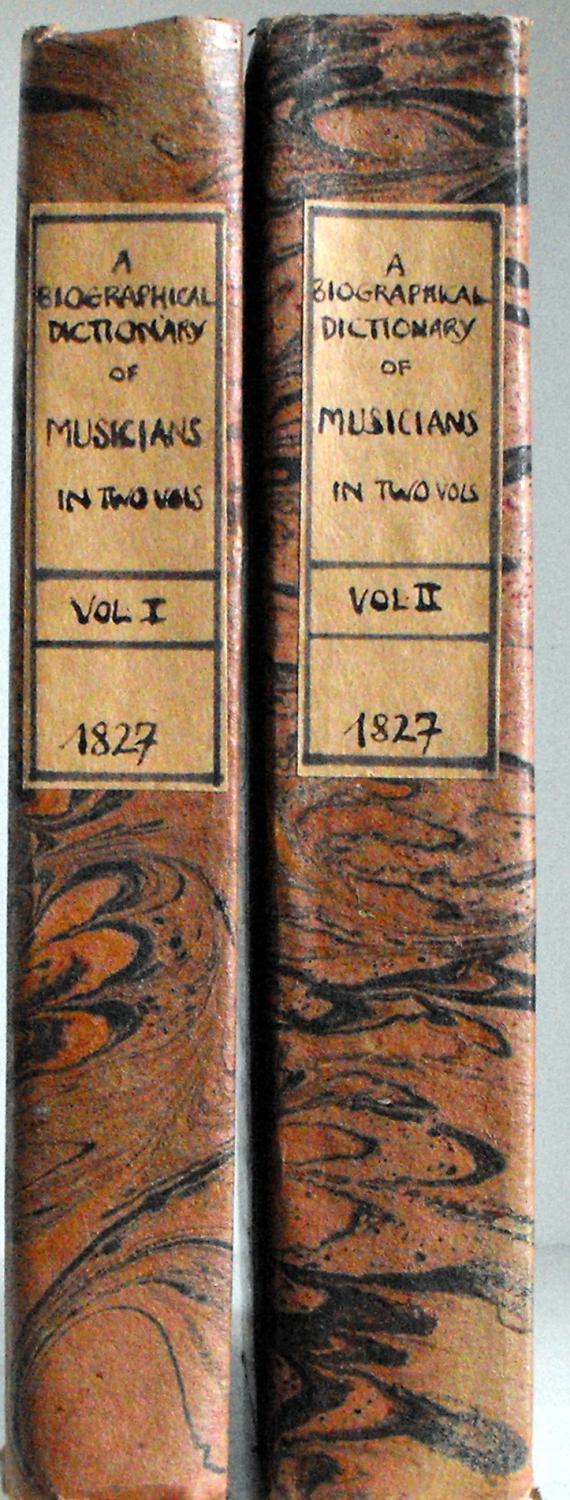 A
BIOGRAPHICAL
DICTIONARY
OF
MUSICIANS
IN TWO VOLS
VOL I
1827
A
BIOGRAPHICAL
DICTIONARY
OF
MUSICIANS
IN TWO VOLS
VOL II
1827